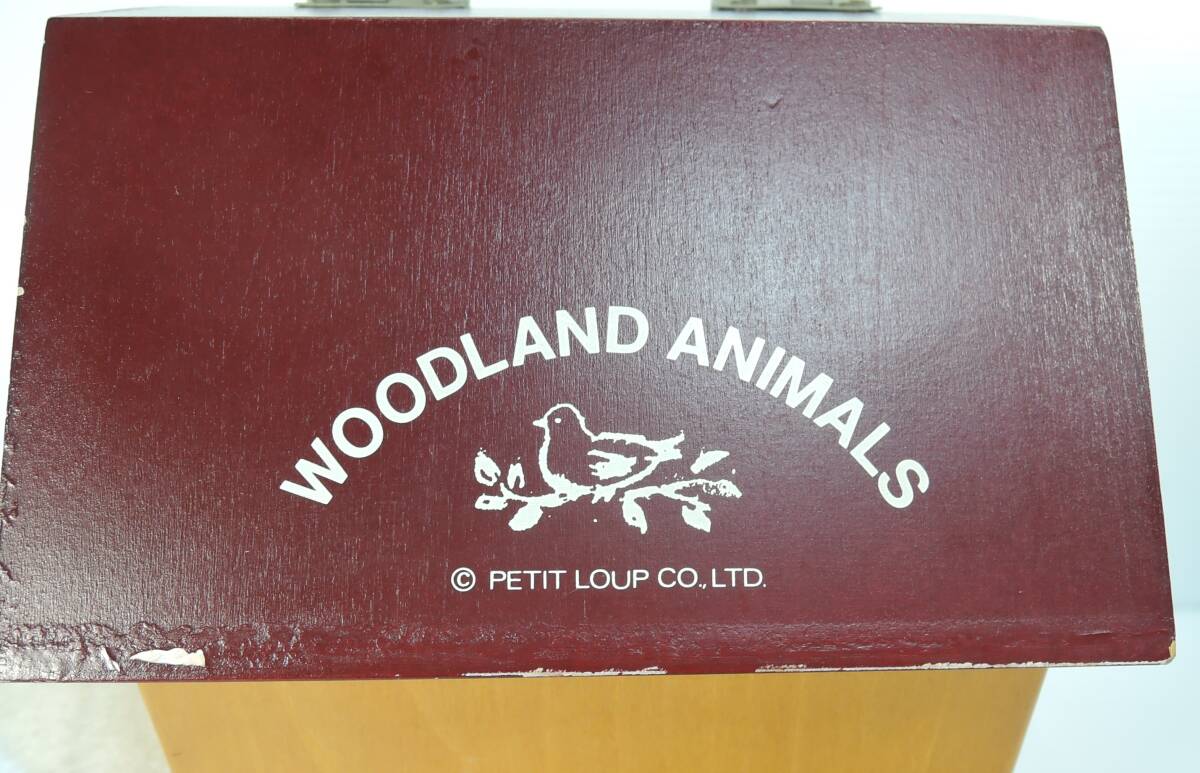 WOODLAND ANIMALS
© PETIT LOUP CO., LTD.